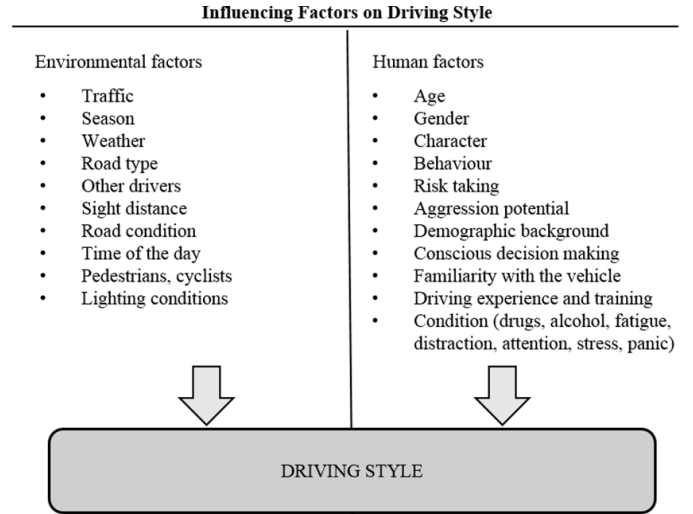 Influencing Factors on Driving Style
Environmental factors
• Traffic
• Season
• Weather
• Road type
• Other drivers
• Sight distance
• Road condition
• Time of the day
• Pedestrians, cyclists
• Lighting conditions
Human factors
• Age
• Gender
• Character
• Behaviour
• Risk taking
• Aggression potential
• Demographic background
• Conscious decision making
• Familiarity with the vehicle
• Driving experience and training
• Condition (drugs, alcohol, fatigue,
distraction, attention, stress, panic)
DRIVING STYLE